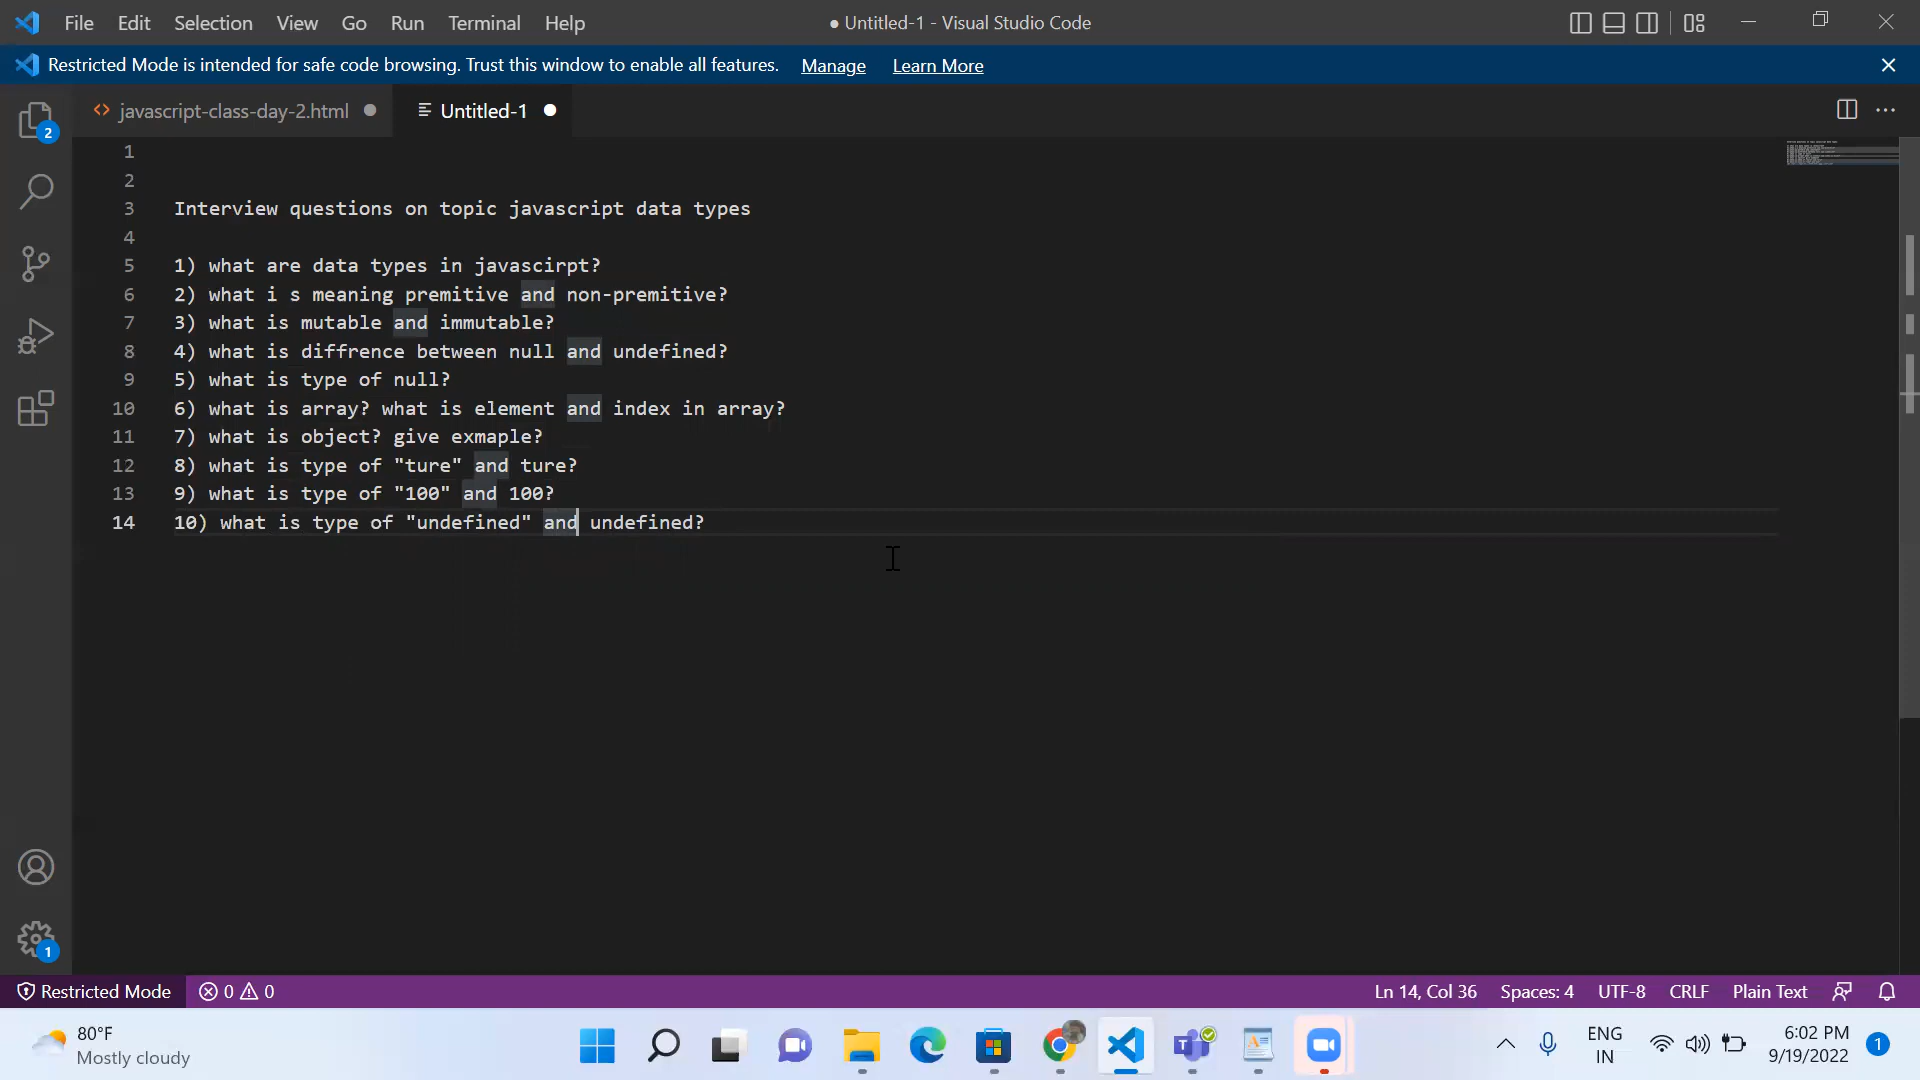 File Edit Selection View Go Run Terminal Help
● Untitled-1 - Visual Studio Code
Restricted Mode is intended for safe code browsing. Trust this window to enable all features. Manage Learn More
2
javascript-class-day-2.html
Untitled-1
1
2
3 Interview questions on topic javascript data types
4
5 1) what are data types in javascirpt?
6 2) what i s meaning premitive and non-premitive?
7 3) what is mutable and immutable?
8 4) what is diffrence between null and undefined?
9 5) what is type of null?
10 6) what is array? what is element and index in array?
11 7) what is object? give exmaple?
12 8) what is type of "ture" and ture?
13 9) what is type of "100" and 100?
14 10) what is type of "undefined" and undefined?
1
Restricted Mode 0 0 Ln 14, Col 36 Spaces: 4 UTF-8 CRLF Plain Text
80°F
Mostly cloudy
ENG
IN
6:02 PM
9/19/2022
1